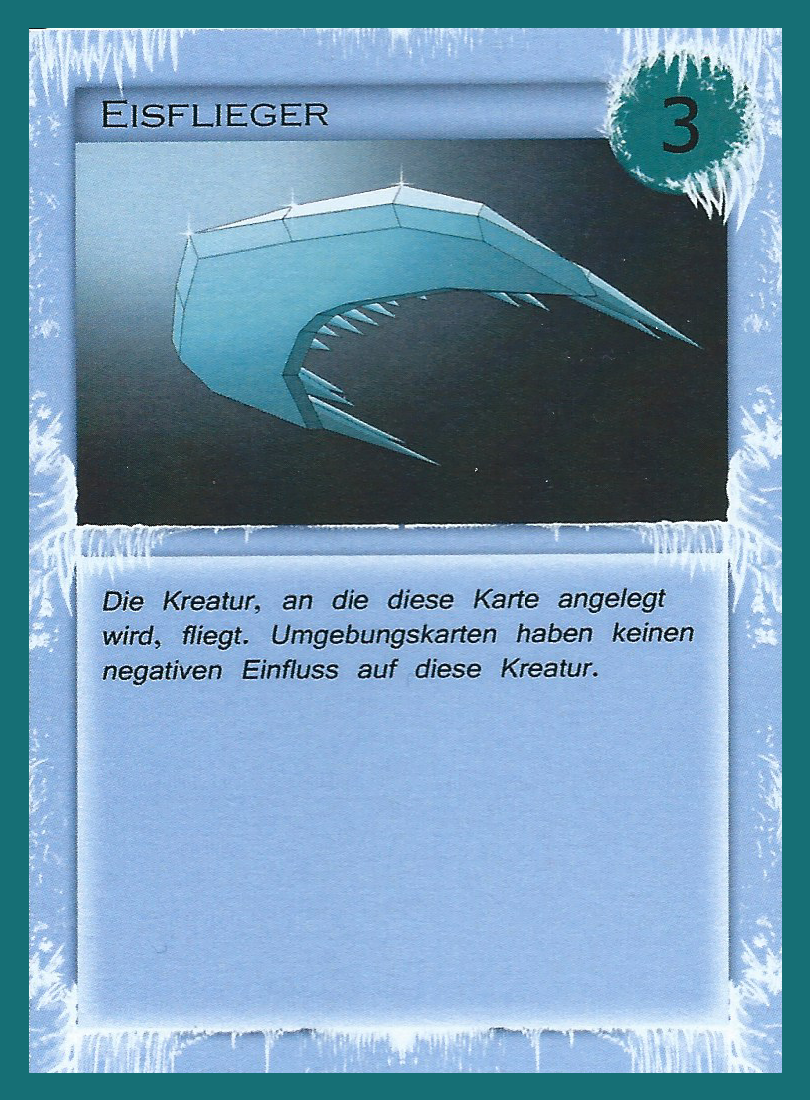 Eisflieger
3
Die Kreatur, an die diese Karte angelegt
wird, fliegt. Umgebungskarten haben keinen
negativen Einfluss auf diese Kreatur.